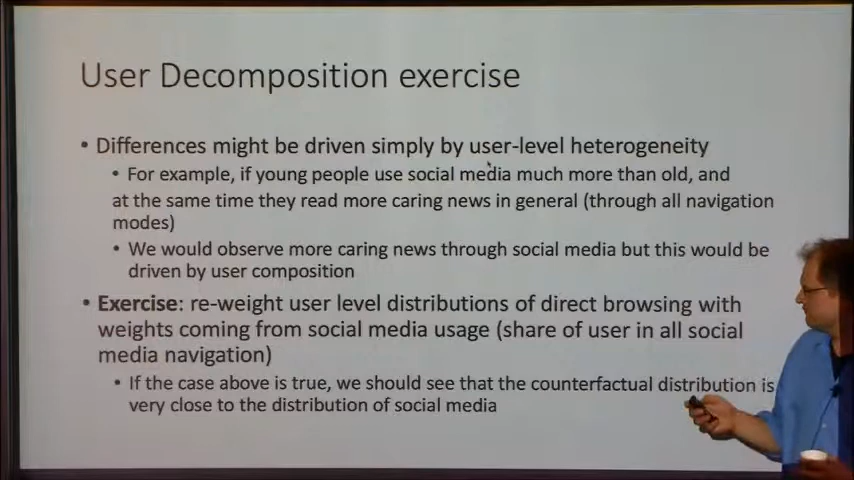 User Decomposition exercise
• Differences might be driven simply by user-level heterogeneity
• For example, if young people use social media much more than old, and
at the same time they read more caring news in general (through all navigation
modes)
• We would observe more caring news through social media but this would be
driven by user composition
• Exercise: re-weight user level distributions of direct browsing with
weights coming from social media usage (share of user in all social
media navigation)
• If the case above is true, we should see that the counterfactual distribution is
very close to the distribution of social media